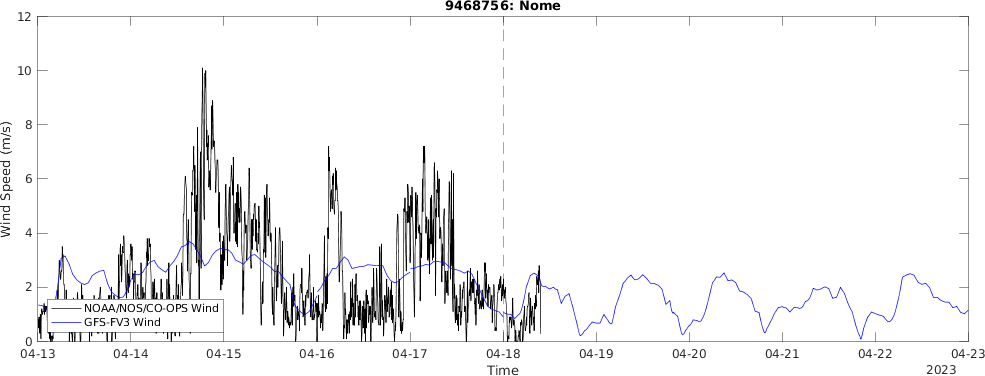 9468756: Nome
12
10
8
6
4
2
0
Wind Speed (m/s)
NOAA/NOS/CO-OPS Wind
GFS-FV3 Wind
04-13 04-14 04-15 04-16 04-17 04-18 04-19 04-20 04-21 04-22 04-23
Time
2023